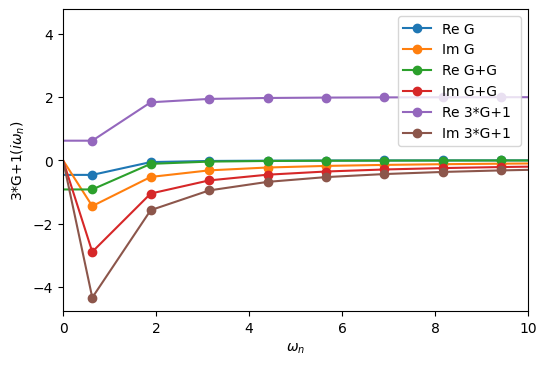 4
2
0
−2
−4
3*G+1(iωₙ)
Re G
Im G
Re G+G
Im G+G
Re 3*G+1
Im 3*G+1
0
2
4
6
8
10
ωₙ